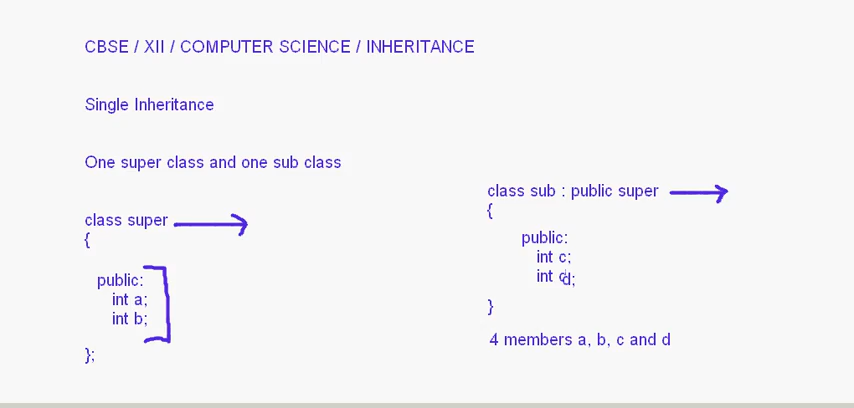 CBSE / XII / COMPUTER SCIENCE / INHERITANCE
Single Inheritance
One super class and one sub class
class super
{
public:
int a;
int b;
};
class sub : public super
{
public:
int c;
int d;
}
4 members a, b, c and d